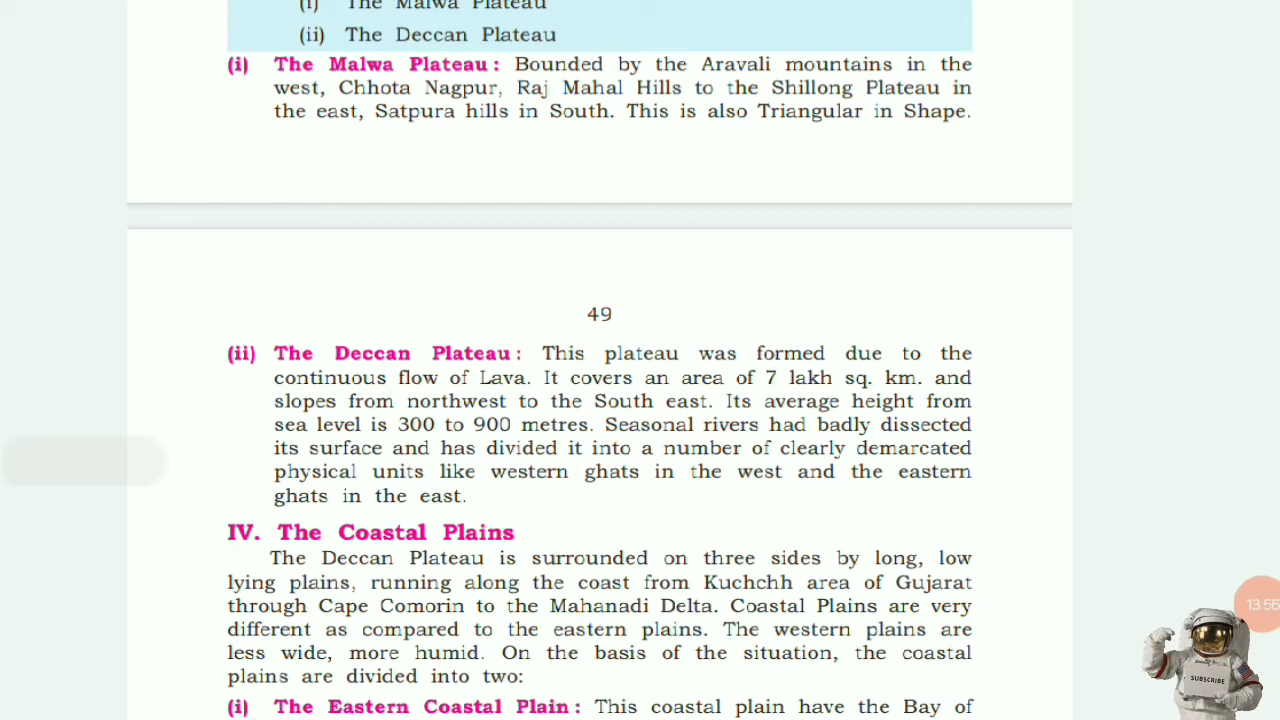 (i) The Malwa Plateau
(ii) The Deccan Plateau
(i) The Malwa Plateau : Bounded by the Aravali mountains in the
west, Chhota Nagpur, Raj Mahal Hills to the Shillong Plateau in
the east, Satpura hills in South. This is also Triangular in Shape.
49
(ii) The Deccan Plateau : This plateau was formed due to the
continuous flow of Lava. It covers an area of 7 lakh sq. km. and
slopes from northwest to the South east. Its average height from
sea level is 300 to 900 metres. Seasonal rivers had badly dissected
its surface and has divided it into a number of clearly demarcated
physical units like western ghats in the west and the eastern
ghats in the east.
IV. The Coastal Plains
The Deccan Plateau is surrounded on three sides by long, low
lying plains, running along the coast from Kuchchh area of Gujarat
through Cape Comorin to the Mahanadi Delta. Coastal Plains are very
different as compared to the eastern plains. The western plains are
less wide, more humid. On the basis of the situation, the coastal
plains are divided into two:
(i) The Eastern Coastal Plain : This coastal plain have the Bay of
13:56
SUBSCRIBE